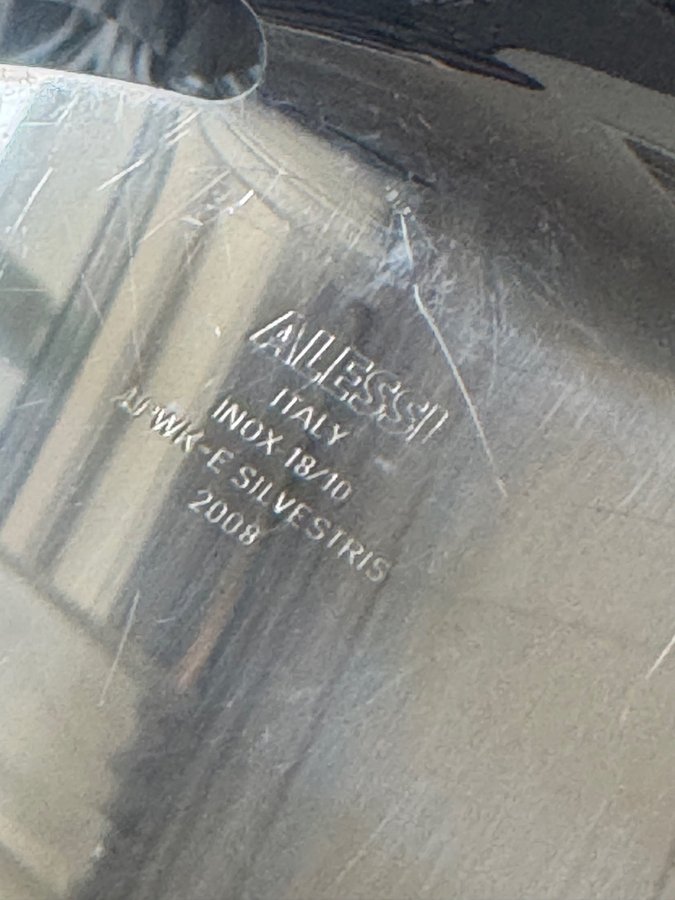 ALESSI
ITALY
INOX 18/10
SILVESTRIS
2008